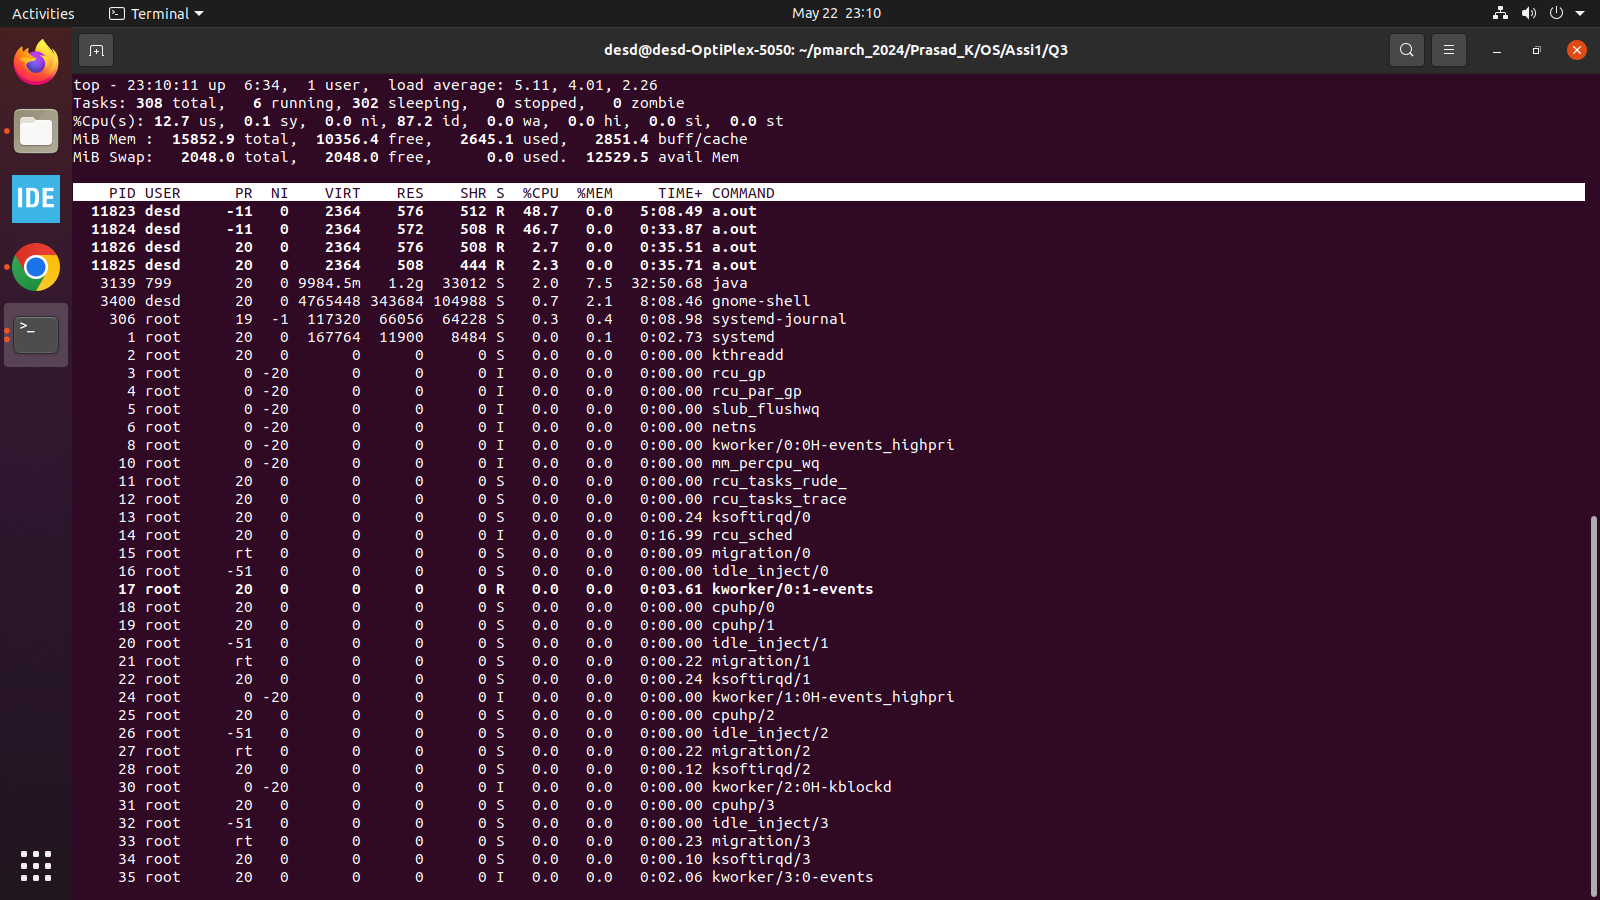 Activities Terminal May 22 23:10
desd@desd-OptiPlex-5050: ~/pmarch_2024/Prasad_K/OS/Assi1/Q3
IDE
>_
top - 23:10:11 up  6:34,  1 user,  load average: 5.11, 4.01, 2.26
Tasks: 308 total,   6 running, 302 sleeping,   0 stopped,   0 zombie
%Cpu(s): 12.7 us,  0.1 sy,  0.0 ni, 87.2 id,  0.0 wa,  0.0 hi,  0.0 si,  0.0 st
MiB Mem :  15852.9 total,  10356.4 free,   2645.1 used,   2851.4 buff/cache
MiB Swap:   2048.0 total,   2048.0 free,      0.0 used.  12529.5 avail Mem
PID USER      PR  NI    VIRT    RES    SHR S  %CPU  %MEM     TIME+ COMMAND
11823 desd     -11   0    2364    576    512 R  48.7   0.0   5:08.49 a.out
11824 desd     -11   0    2364    572    508 R  46.7   0.0   0:33.87 a.out
11826 desd      20   0    2364    576    508 R   2.7   0.0   0:35.51 a.out
11825 desd      20   0    2364    508    444 R   2.3   0.0   0:35.71 a.out
3139 799       20   0 9984.5m   1.2g  33012 S   2.0   7.5  32:50.68 java
3400 desd      20   0 4765448 343684 104988 S   0.7   2.1   8:08.46 gnome-shell
306 root      19  -1  117320  66056  64228 S   0.3   0.4   0:08.98 systemd-journal
1 root      20   0  167764  11900   8484 S   0.0   0.1   0:02.73 systemd
2 root      20   0       0      0      0 S   0.0   0.0   0:00.00 kthreadd
3 root       0 -20       0      0      0 I   0.0   0.0   0:00.00 rcu_gp
4 root       0 -20       0      0      0 I   0.0   0.0   0:00.00 rcu_par_gp
5 root       0 -20       0      0      0 I   0.0   0.0   0:00.00 slub_flushwq
6 root       0 -20       0      0      0 I   0.0   0.0   0:00.00 netns
8 root       0 -20       0      0      0 I   0.0   0.0   0:00.00 kworker/0:0H-events_highpri
10 root       0 -20       0      0      0 I   0.0   0.0   0:00.00 mm_percpu_wq
11 root      20   0       0      0      0 S   0.0   0.0   0:00.00 rcu_tasks_rude_
12 root      20   0       0      0      0 S   0.0   0.0   0:00.00 rcu_tasks_trace
13 root      20   0       0      0      0 S   0.0   0.0   0:00.24 ksoftirqd/0
14 root      20   0       0      0      0 I   0.0   0.0   0:16.99 rcu_sched
15 root      rt   0       0      0      0 S   0.0   0.0   0:00.09 migration/0
16 root     -51   0       0      0      0 S   0.0   0.0   0:00.00 idle_inject/0
17 root      20   0       0      0      0 R   0.0   0.0   0:03.61 kworker/0:1-events
18 root      20   0       0      0      0 S   0.0   0.0   0:00.00 cpuhp/0
19 root      20   0       0      0      0 S   0.0   0.0   0:00.00 cpuhp/1
20 root     -51   0       0      0      0 S   0.0   0.0   0:00.00 idle_inject/1
21 root      rt   0       0      0      0 S   0.0   0.0   0:00.22 migration/1
22 root      20   0       0      0      0 S   0.0   0.0   0:00.24 ksoftirqd/1
24 root       0 -20       0      0      0 I   0.0   0.0   0:00.00 kworker/1:0H-events_highpri
25 root      20   0       0      0      0 S   0.0   0.0   0:00.00 cpuhp/2
26 root     -51   0       0      0      0 S   0.0   0.0   0:00.00 idle_inject/2
27 root      rt   0       0      0      0 S   0.0   0.0   0:00.22 migration/2
28 root      20   0       0      0      0 S   0.0   0.0   0:00.12 ksoftirqd/2
30 root       0 -20       0      0      0 I   0.0   0.0   0:00.00 kworker/2:0H-kblockd
31 root      20   0       0      0      0 S   0.0   0.0   0:00.00 cpuhp/3
32 root     -51   0       0      0      0 S   0.0   0.0   0:00.00 idle_inject/3
33 root      rt   0       0      0      0 S   0.0   0.0   0:00.23 migration/3
34 root      20   0       0      0      0 S   0.0   0.0   0:00.10 ksoftirqd/3
35 root      20   0       0      0      0 I   0.0   0.0   0:02.06 kworker/3:0-events